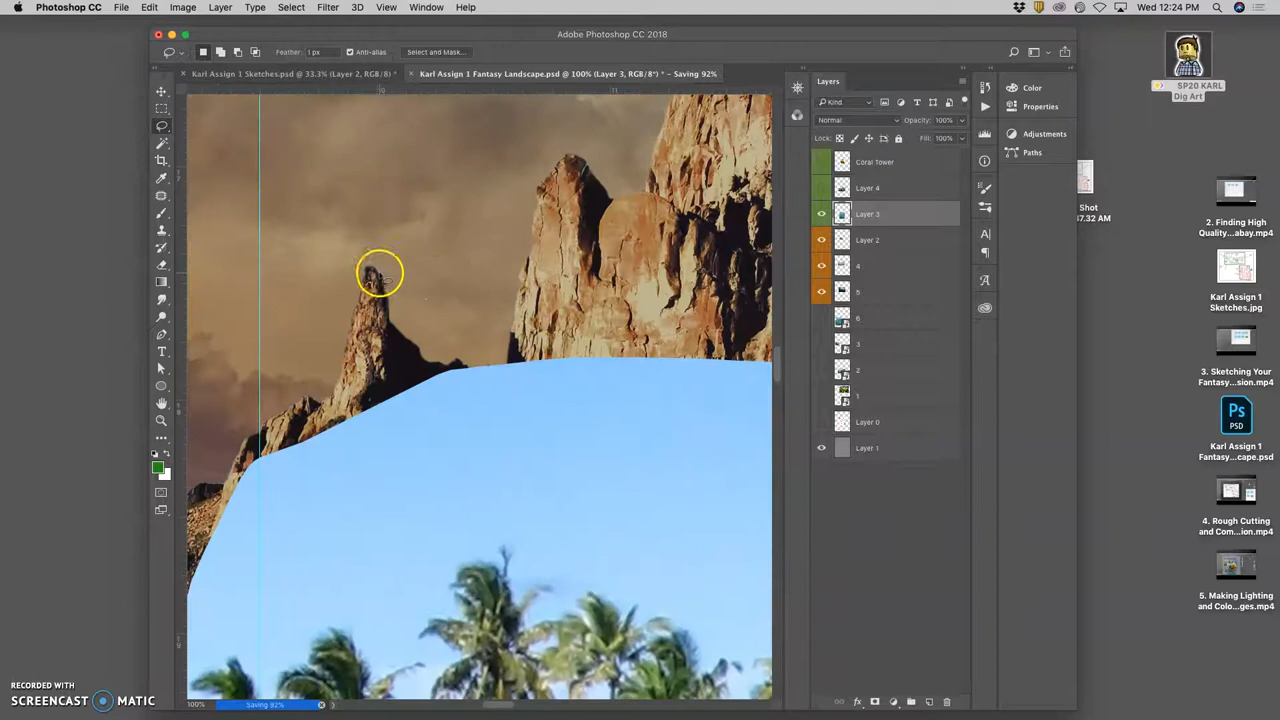 Photoshop CC File Edit Image Layer Type Select Filter 3D View Window Help
Wed 12:24 PM
Adobe Photoshop CC 2018
Feather: 1 px Anti-alias Select and Mask...
× Karl Assign 1 Sketches.psd @ 33.3% (Layer 2, RGB/8) *
× Karl Assign 1 Fantasy Landscape.psd @ 100% (Layer 3, RGB/8*) * – Saving 92%
Layers
Kind
Normal Opacity: 100%
Lock: Fill: 100%
Coral Tower
Layer 4
Layer 3
Layer 2
4
5
6
3
2
1
Layer 0
Layer 1
Color
Properties
Adjustments
Paths
SP20 KARL
Dig Art
Shot
2. Finding High
Quality...abay.mp4
Karl Assign 1
Sketches.jpg
3. Sketching Your
Fantasy...sion.mp4
Karl Assign 1
Fantasy...cape.psd
4. Rough Cutting
and Com...ion.mp4
5. Making Lighting
and Colo...ges.mp4
100% Saving 92%
RECORDED WITH
SCREENCAST MATIC